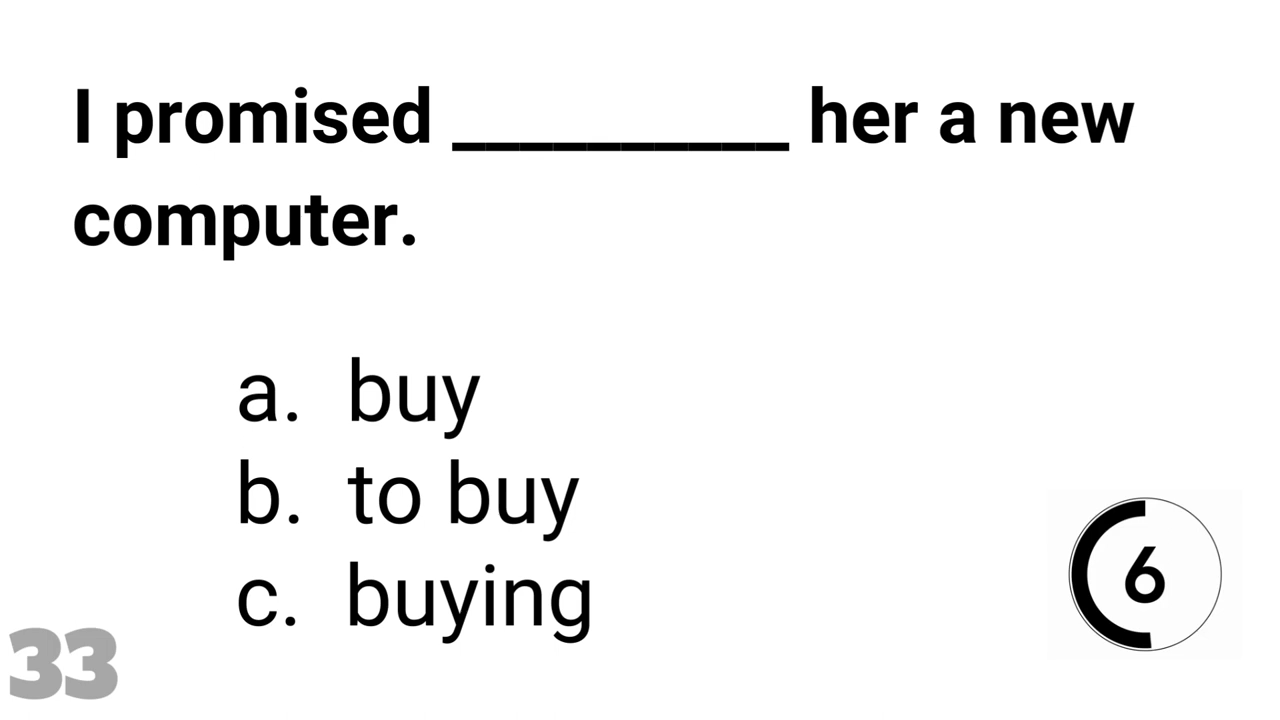 I promised __________ her a new
computer.
a. buy
b. to buy
c. buying
6
33